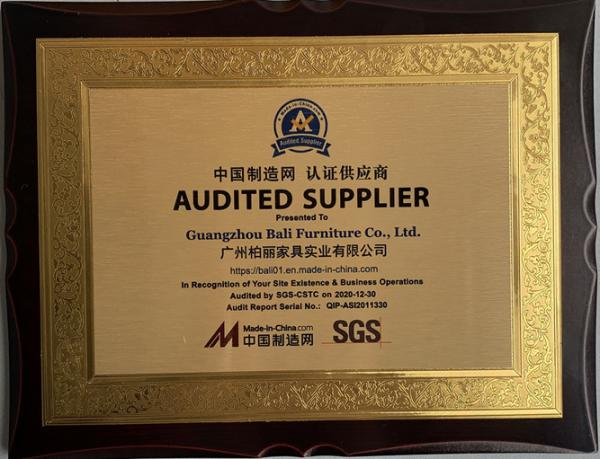 Made-in-China.com
Audited Supplier
中国制造网 认证供应商
AUDITED SUPPLIER
Presented To
Guangzhou Bali Furniture Co., Ltd.
广州柏丽家具实业有限公司
https://bali01.en.made-in-china.com
In Recognition of Your Site Existence & Business Operations
Audited by SGS-CSTC on 2020-12-30
Audit Report Serial No.: QIP-ASI2011330
Made-in-China.com
中国制造网
SGS